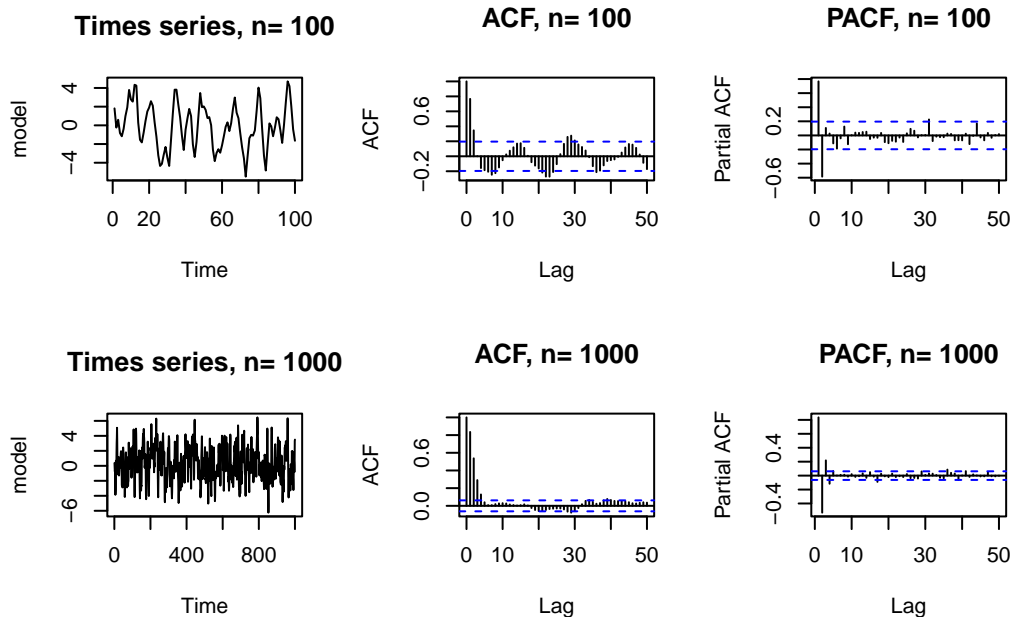 Times series, n= 100
model
4
0
−4
0 20 60 100
Time
ACF, n= 100
ACF
0.6
−0.2
0 10 30 50
Lag
PACF, n= 100
Partial ACF
0.2
−0.6
0 10 30 50
Lag
Times series, n= 1000
model
4
0
−6
0 400 800
Time
ACF, n= 1000
ACF
0.6
0.0
0 10 30 50
Lag
PACF, n= 1000
Partial ACF
0.4
−0.4
0 10 30 50
Lag